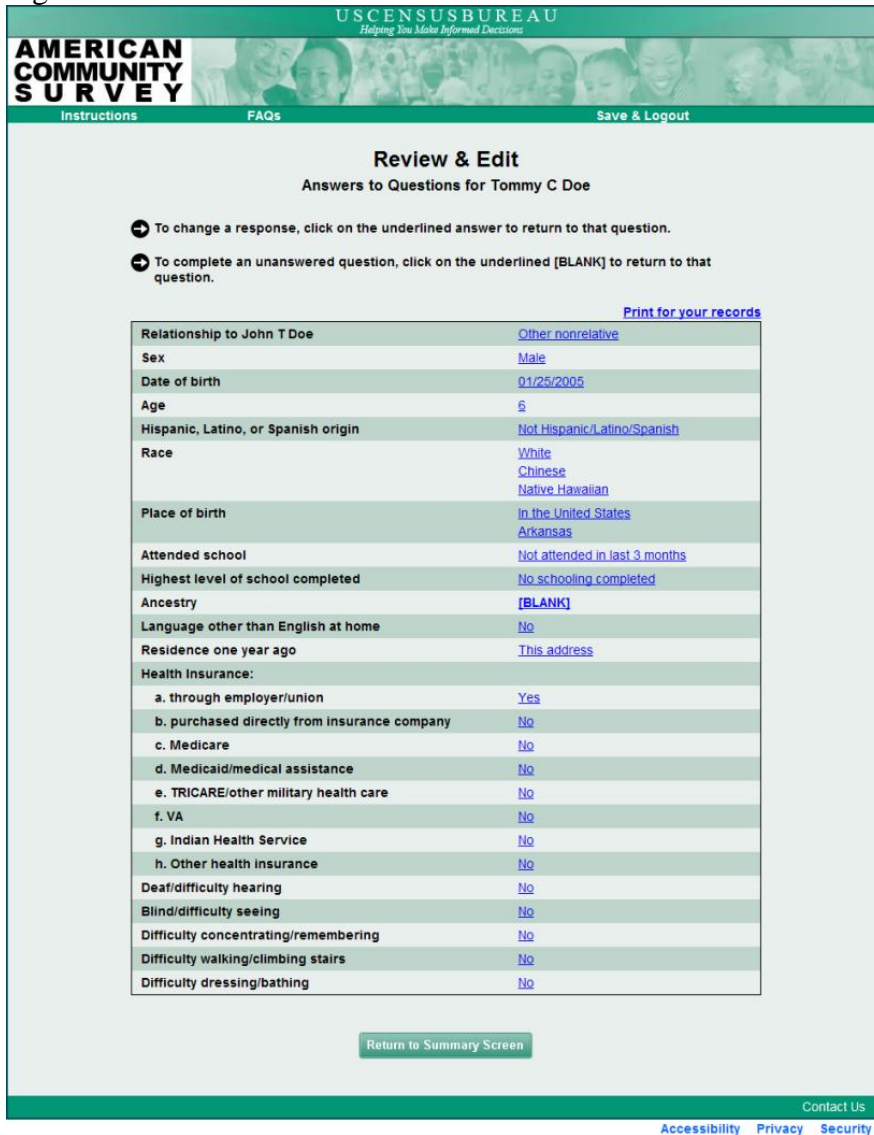 USCENSUSBUREAU
Helping You Make Informed Decisions
AMERICAN
COMMUNITY
SURVEY
Instructions FAQs Save & Logout
Review & Edit
Answers to Questions for Tommy C Doe
To change a response, click on the underlined answer to return to that question.
To complete an unanswered question, click on the underlined [BLANK] to return to that
question.
Print for your records
Relationship to John T Doe Other nonrelative
Sex Male
Date of birth 01/25/2005
Age 6
Hispanic, Latino, or Spanish origin Not Hispanic/Latino/Spanish
Race White
Chinese
Native Hawaiian
Place of birth In the United States
Arkansas
Attended school Not attended in last 3 months
Highest level of school completed No schooling completed
Ancestry [BLANK]
Language other than English at home No
Residence one year ago This address
Health Insurance:
a. through employer/union Yes
b. purchased directly from insurance company No
c. Medicare No
d. Medicaid/medical assistance No
e. TRICARE/other military health care No
f. VA No
g. Indian Health Service No
h. Other health insurance No
Deaf/difficulty hearing No
Blind/difficulty seeing No
Difficulty concentrating/remembering No
Difficulty walking/climbing stairs No
Difficulty dressing/bathing No
Return to Summary Screen
Contact Us
Accessibility Privacy Security